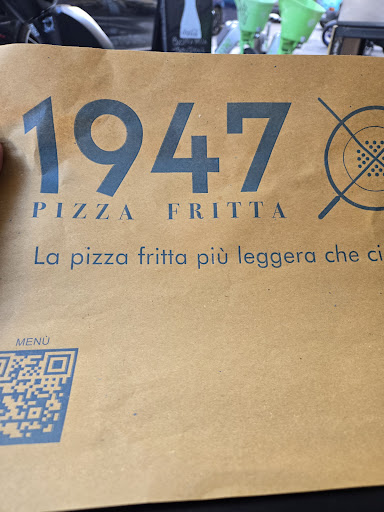 1947
PIZZA FRITTA
La pizza fritta più leggera che ci
MENÙ